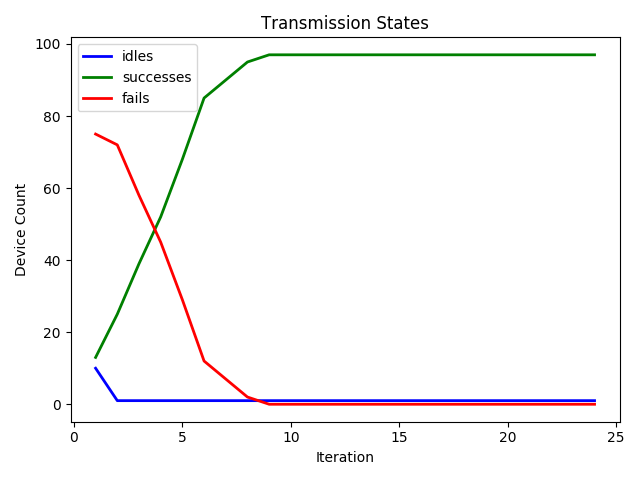 Transmission States
idles
successes
fails
Device Count
100
80
60
40
20
0
0 5 10 15 20 25
Iteration